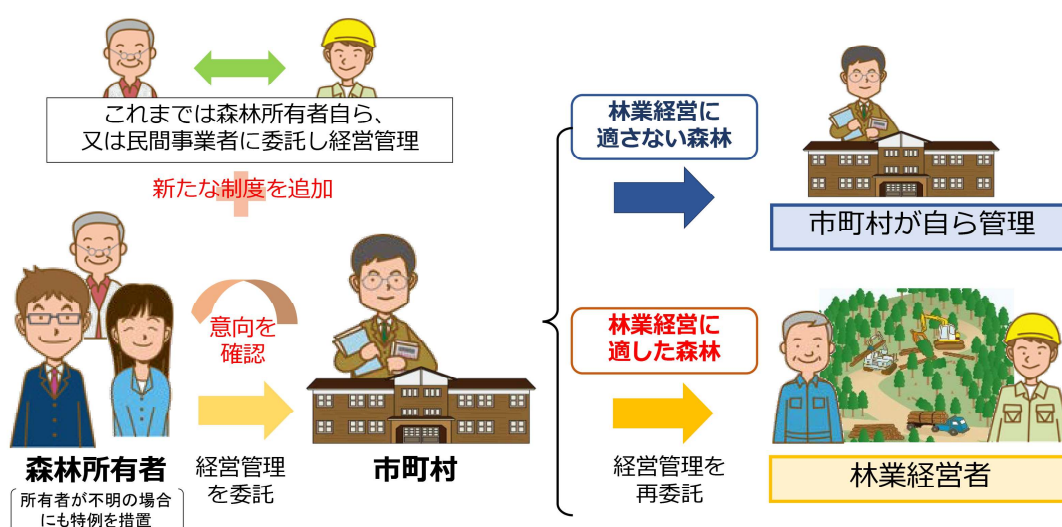 これまでは森林所有者自ら、
又は民間事業者に委託し経営管理
新たな制度を追加
意向を
確認
森林所有者
所有者が不明の場合
にも特例を措置
経営管理
を委託
市町村
林業経営に
適さない森林
市町村が自ら管理
林業経営に
適した森林
経営管理を
再委託
林業経営者